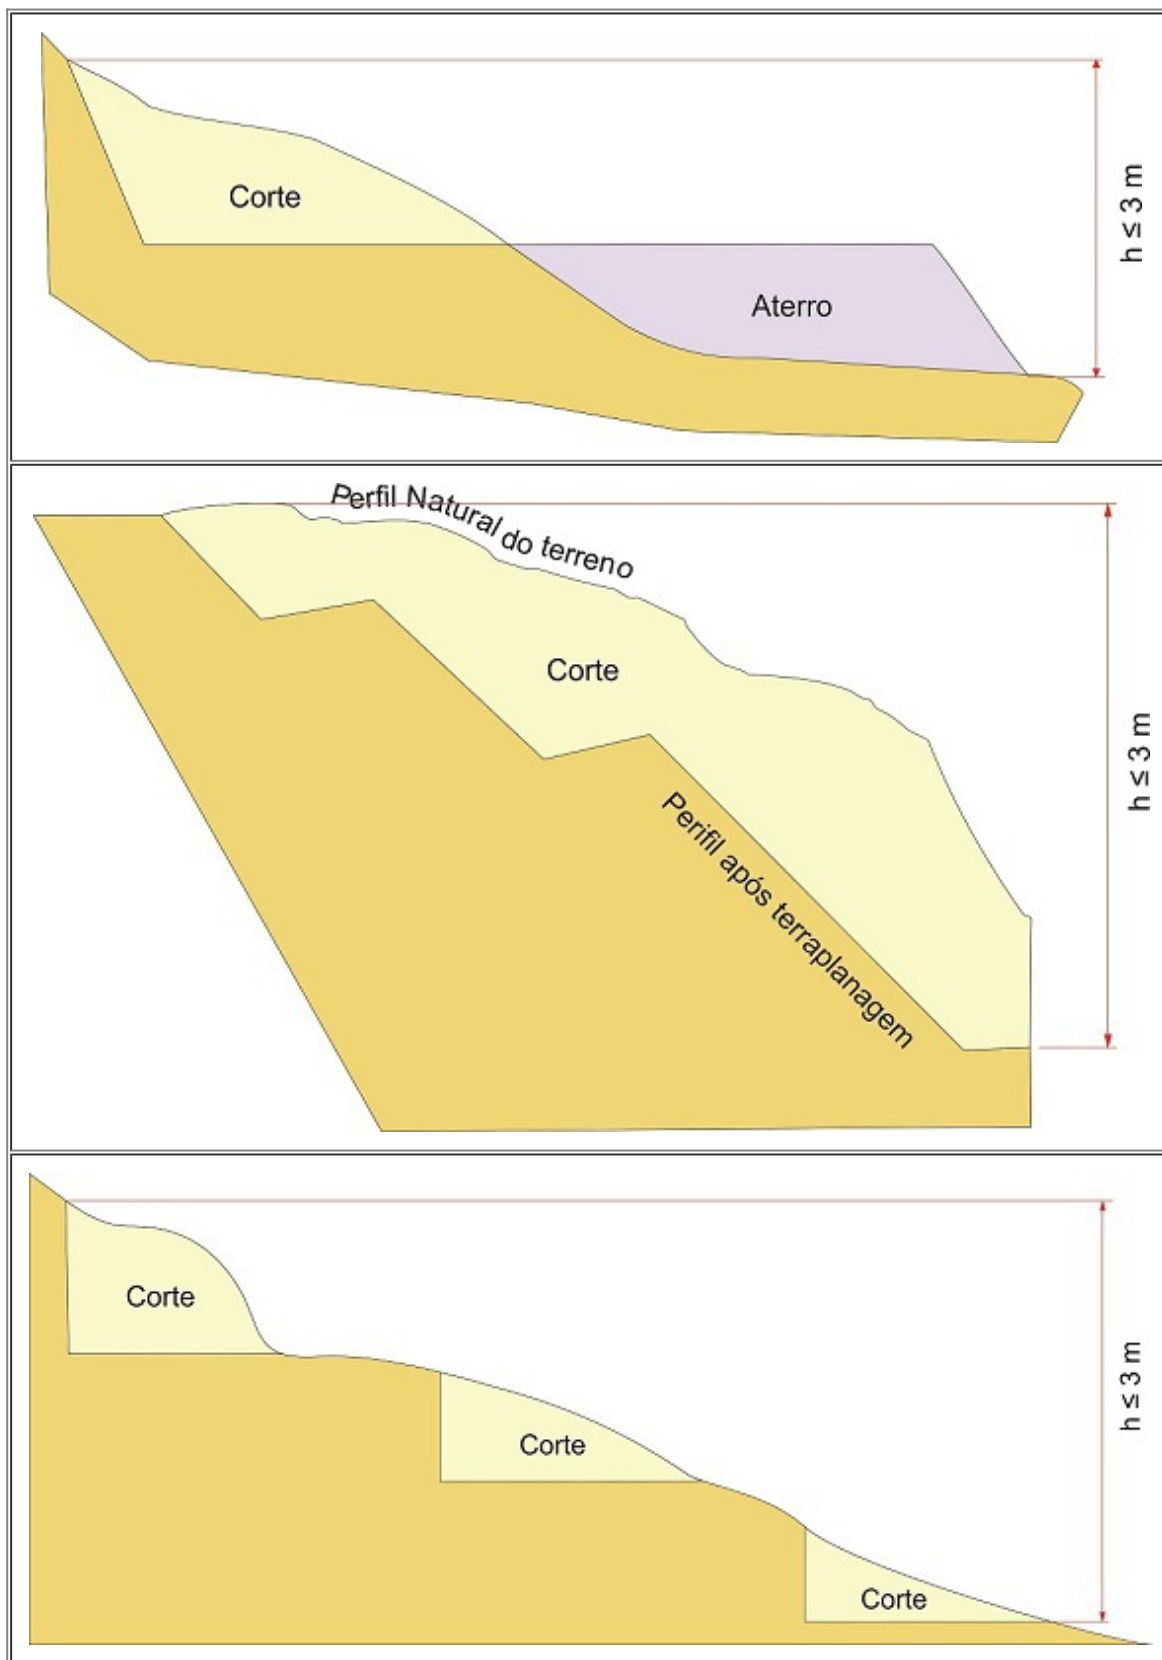 Corte
Aterro
h ≤ 3 m
Perfil Natural do terreno
Corte
Perifil após terraplanagem
h ≤ 3 m
Corte
Corte
Corte
h ≤ 3 m